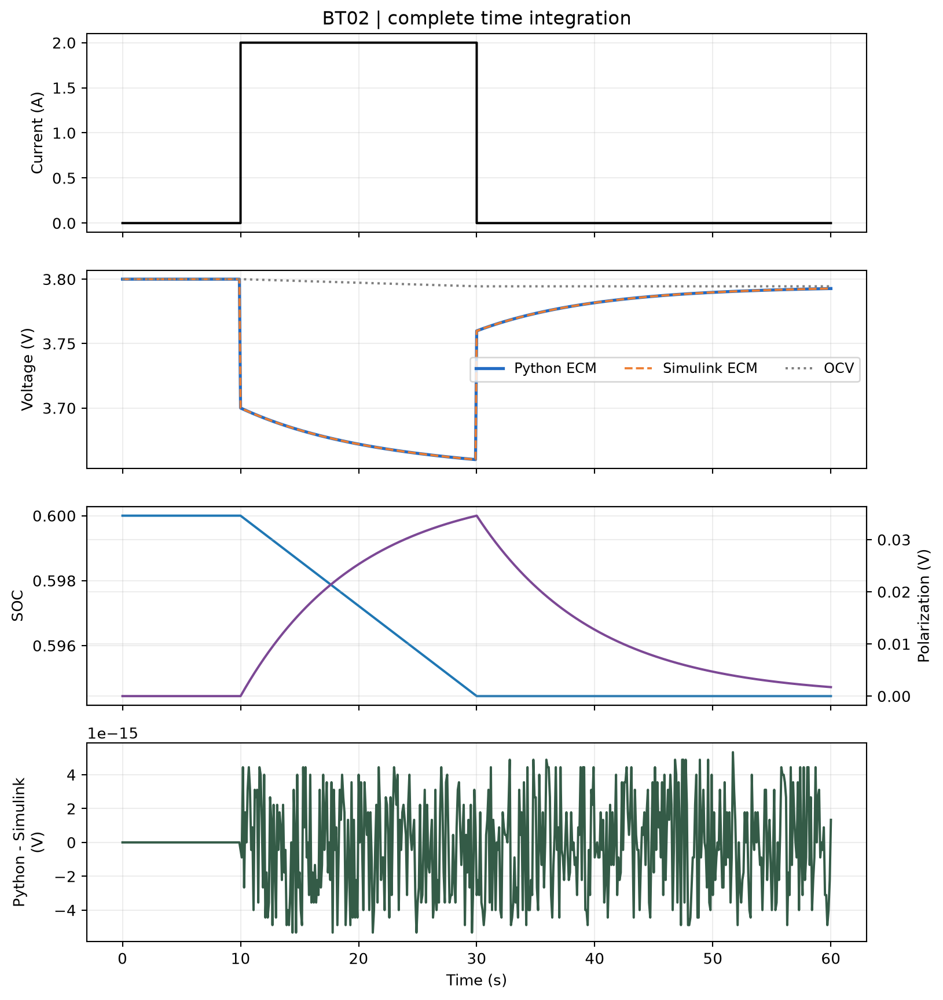 BT02 | complete time integration
2.0
1.5
1.0
0.5
0.0
Current (A)
3.80
3.75
3.70
Voltage (V)
Python ECM
Simulink ECM
OCV
0.600
0.598
0.596
SOC
0.03
0.02
0.01
0.00
Polarization (V)
1e−15
4
2
0
−2
−4
Python - Simulink
(V)
0
10
20
30
40
50
60
Time (s)